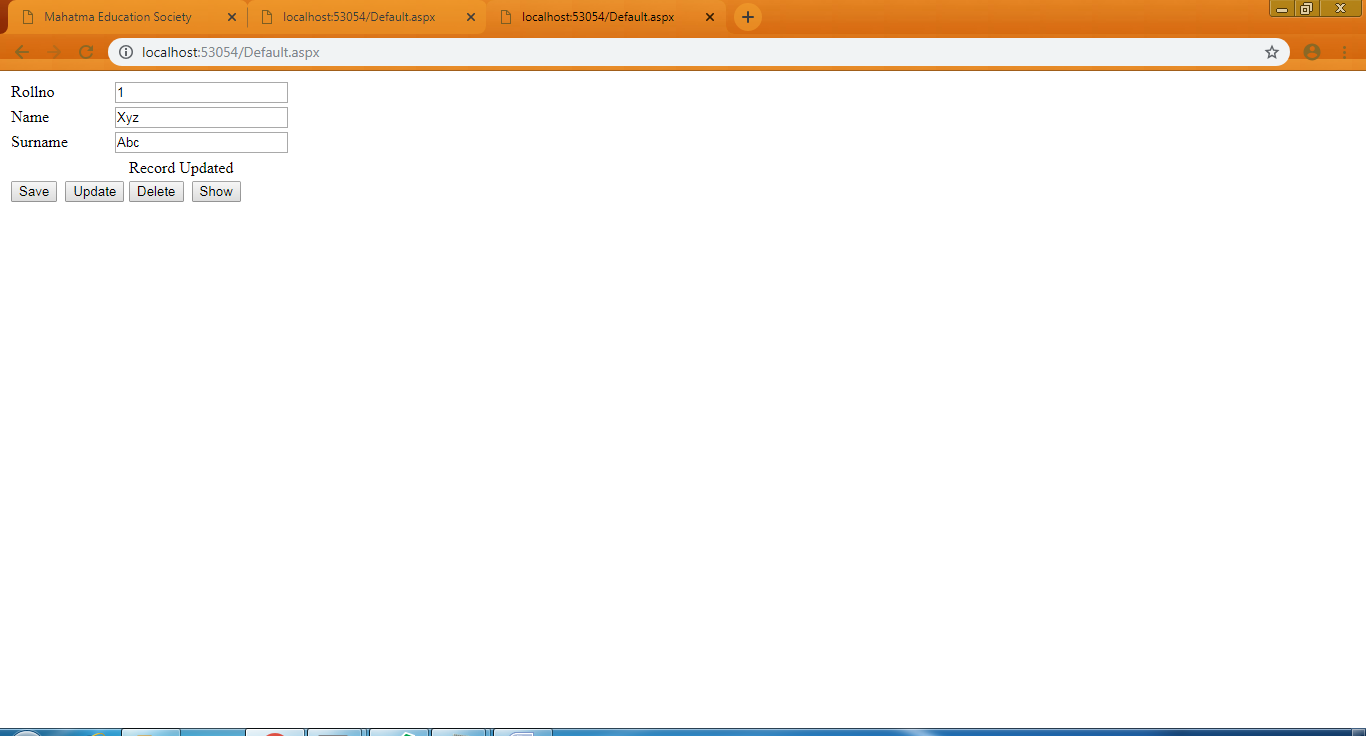 Mahatma Education Society localhost:53054/Default.aspx localhost:53054/Default.aspx
localhost:53054/Default.aspx
Rollno 1
Name Xyz
Surname Abc
Record Updated
Save Update Delete Show